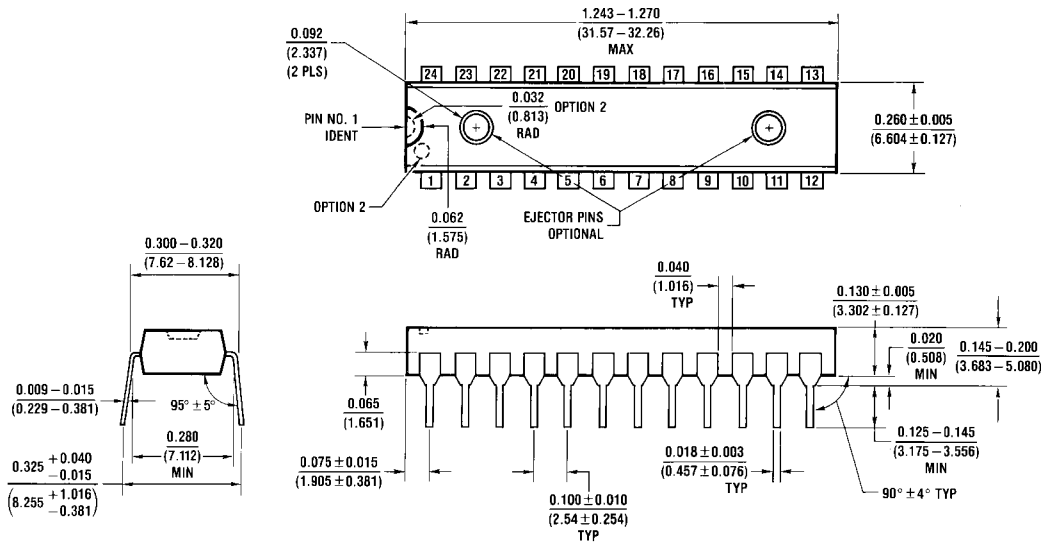 1.243 – 1.270
(31.57 – 32.26)
MAX
0.092
(2.337)
(2 PLS)
24 23 22 21 20 19 18 17 16 15 14 13
0.032
(0.813)
RAD
OPTION 2
PIN NO. 1
IDENT
0.260 ± 0.005
(6.604 ± 0.127)
1 2 3 4 5 6 7 8 9 10 11 12
OPTION 2
0.062
(1.575)
RAD
EJECTOR PINS
OPTIONAL
0.300 – 0.320
(7.62 – 8.128)
0.040
(1.016)
TYP
0.130 ± 0.005
(3.302 ± 0.127)
0.020
(0.508)
MIN
0.145 – 0.200
(3.683 – 5.080)
0.009 – 0.015
(0.229 – 0.381)
95° ± 5°
0.065
(1.651)
0.280
(7.112)
MIN
0.325 + 0.040
– 0.015
(8.255 + 1.016
– 0.381)
0.075 ± 0.015
(1.905 ± 0.381)
0.100 ± 0.010
(2.54 ± 0.254)
TYP
0.018 ± 0.003
(0.457 ± 0.076)
TYP
0.125 – 0.145
(3.175 – 3.556)
MIN
90° ± 4° TYP